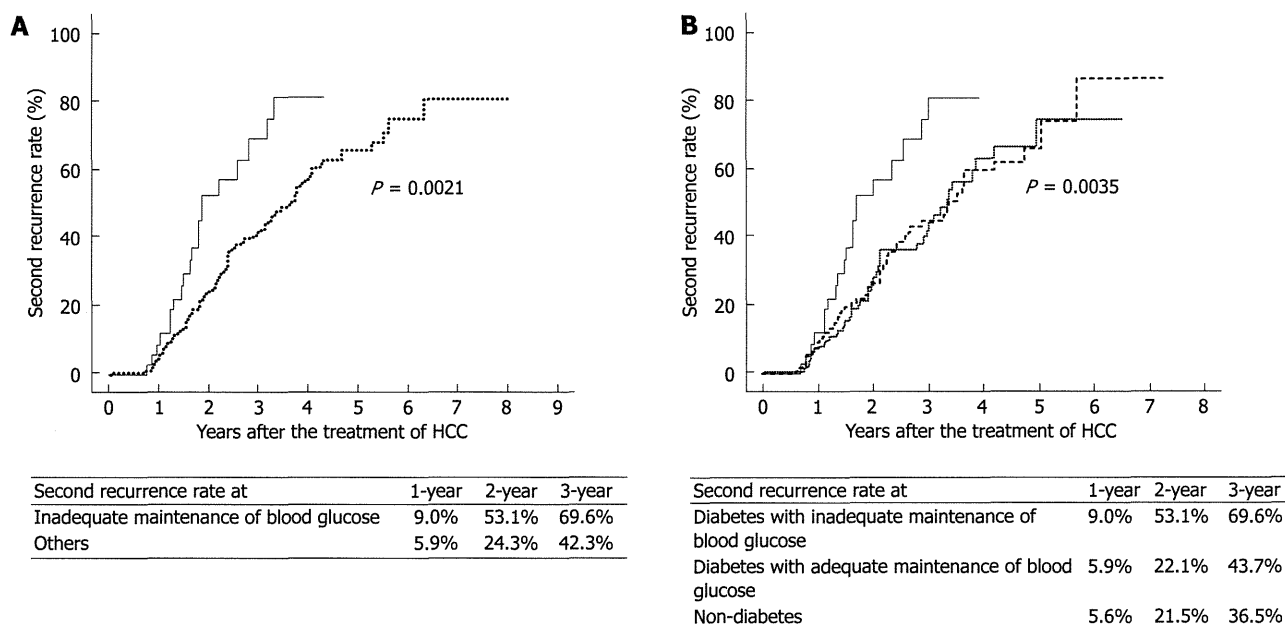 A
100
80
60
40
20
0
Second recurrence rate (%)
P = 0.0021
0 1 2 3 4 5 6 7 8 9
Years after the treatment of HCC
Second recurrence rate at 1-year 2-year 3-year
Inadequate maintenance of blood glucose 9.0% 53.1% 69.6%
Others 5.9% 24.3% 42.3%
B
100
80
60
40
20
0
Second recurrence rate (%)
P = 0.0035
0 1 2 3 4 5 6 7 8
Years after the treatment of HCC
Second recurrence rate at 1-year 2-year 3-year
Diabetes with inadequate maintenance of 9.0% 53.1% 69.6%
blood glucose
Diabetes with adequate maintenance of blood 5.9% 22.1% 43.7%
glucose
Non-diabetes 5.6% 21.5% 36.5%